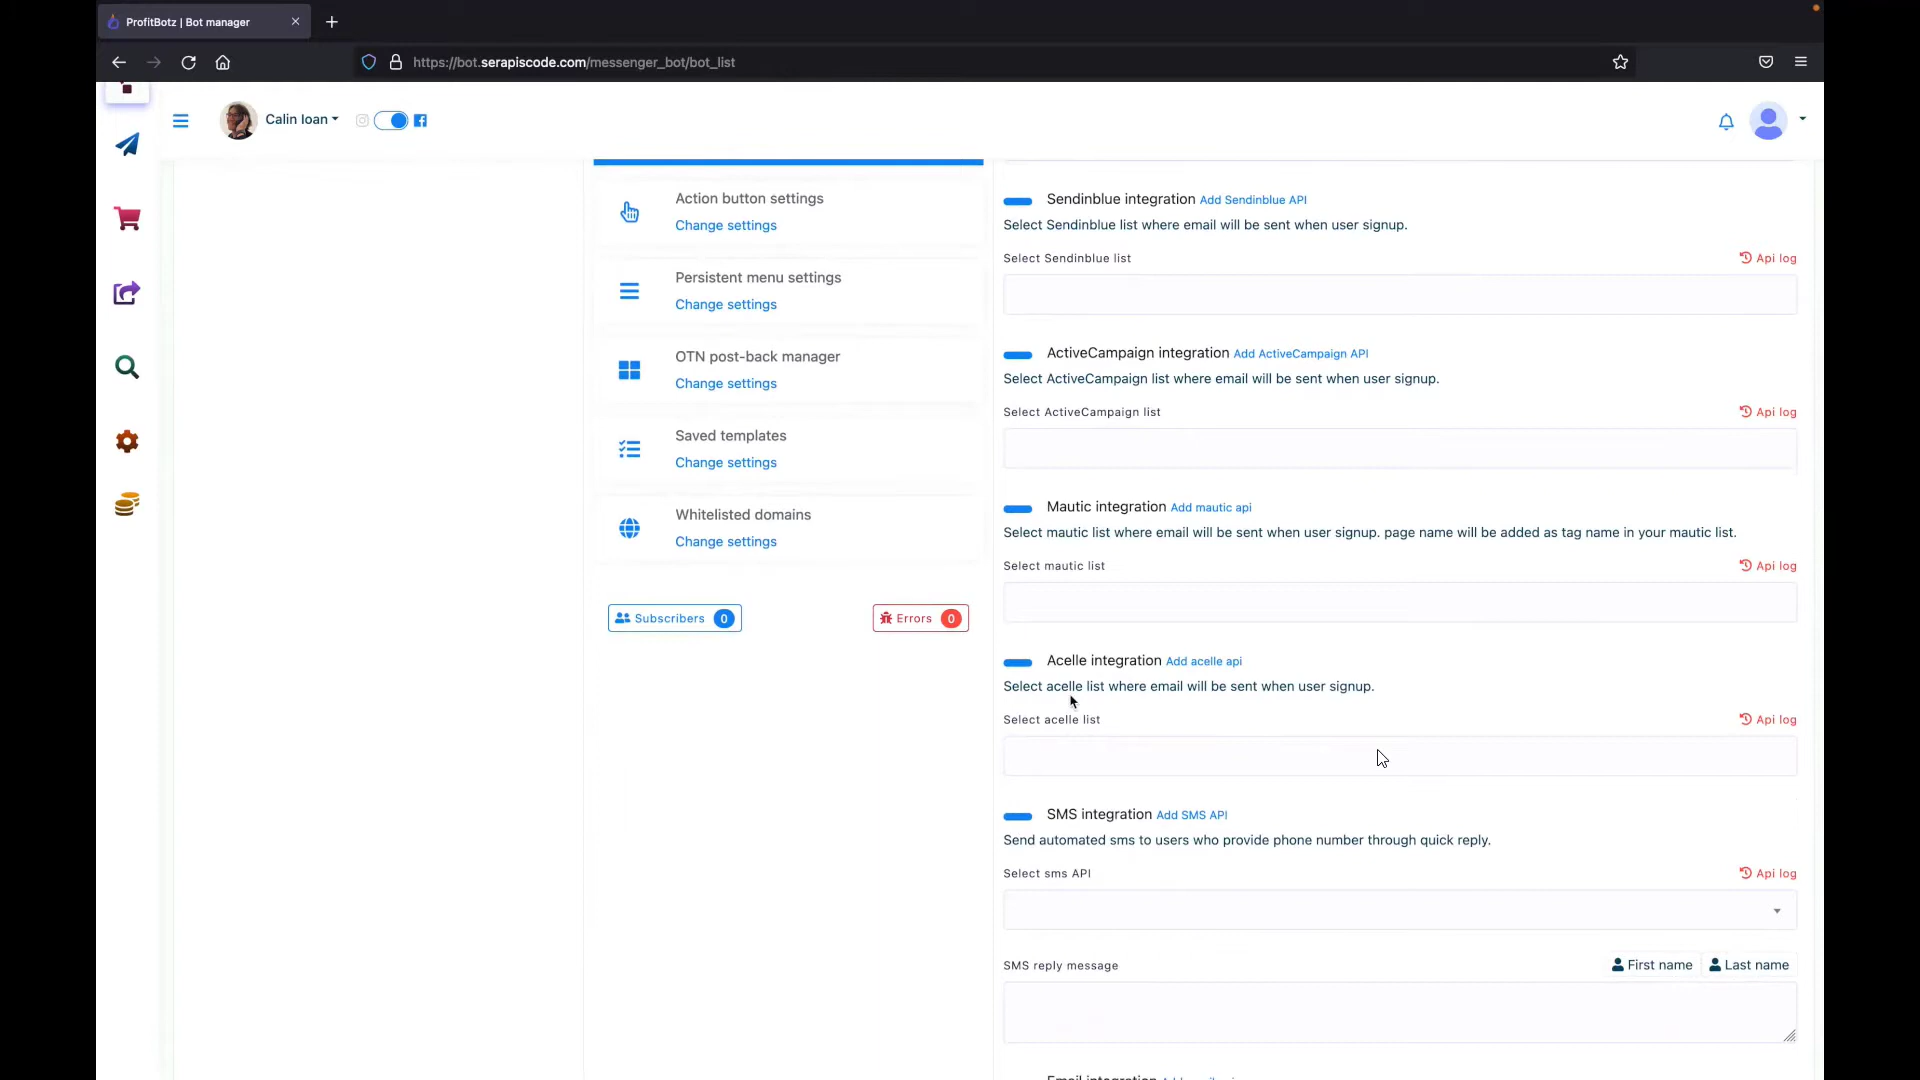 ProfitBotz | Bot manager
https://bot.serapiscode.com/messenger_bot/bot_list
Calin Ioan
Action button settings
Change settings
Persistent menu settings
Change settings
OTN post-back manager
Change settings
Saved templates
Change settings
Whitelisted domains
Change settings
Subscribers 0
Errors 0
Sendinblue integration Add Sendinblue API
Select Sendinblue list where email will be sent when user signup.
Select Sendinblue list
Api log
ActiveCampaign integration Add ActiveCampaign API
Select ActiveCampaign list where email will be sent when user signup.
Select ActiveCampaign list
Api log
Mautic integration Add mautic api
Select mautic list where email will be sent when user signup. page name will be added as tag name in your mautic list.
Select mautic list
Api log
Acelle integration Add acelle api
Select acelle list where email will be sent when user signup.
Select acelle list
Api log
SMS integration Add SMS API
Send automated sms to users who provide phone number through quick reply.
Select sms API
Api log
SMS reply message
First name
Last name
Email integration